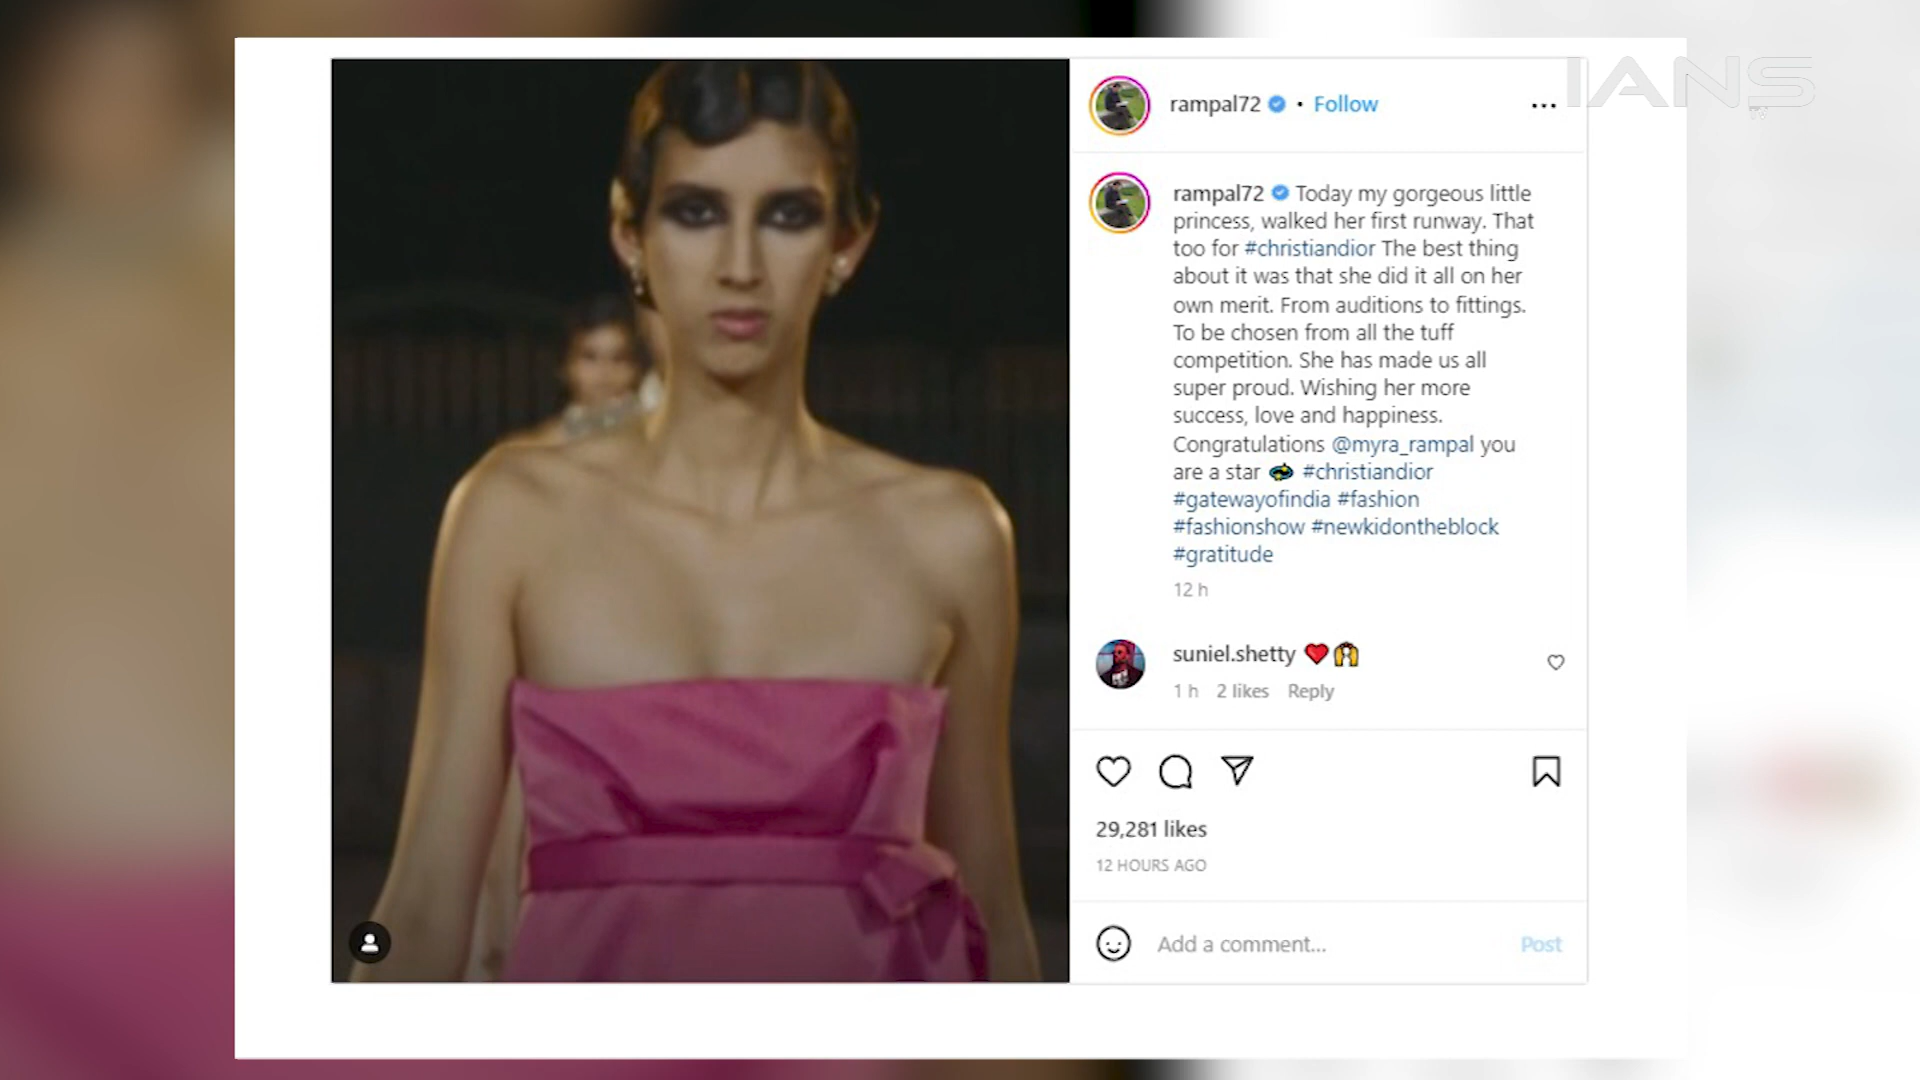 IANS
TV
rampal72 • Follow
rampal72 Today my gorgeous little
princess, walked her first runway. That
too for #christiandior The best thing
about it was that she did it all on her
own merit. From auditions to fittings.
To be chosen from all the tuff
competition. She has made us all
super proud. Wishing her more
success, love and happiness.
Congratulations @myra_rampal you
are a star 💫 #christiandior
#gatewayofindia #fashion
#fashionshow #newkidontheblock
#gratitude
12 h
suniel.shetty ❤️🙌
1 h 2 likes Reply
29,281 likes
12 HOURS AGO
Add a comment... Post